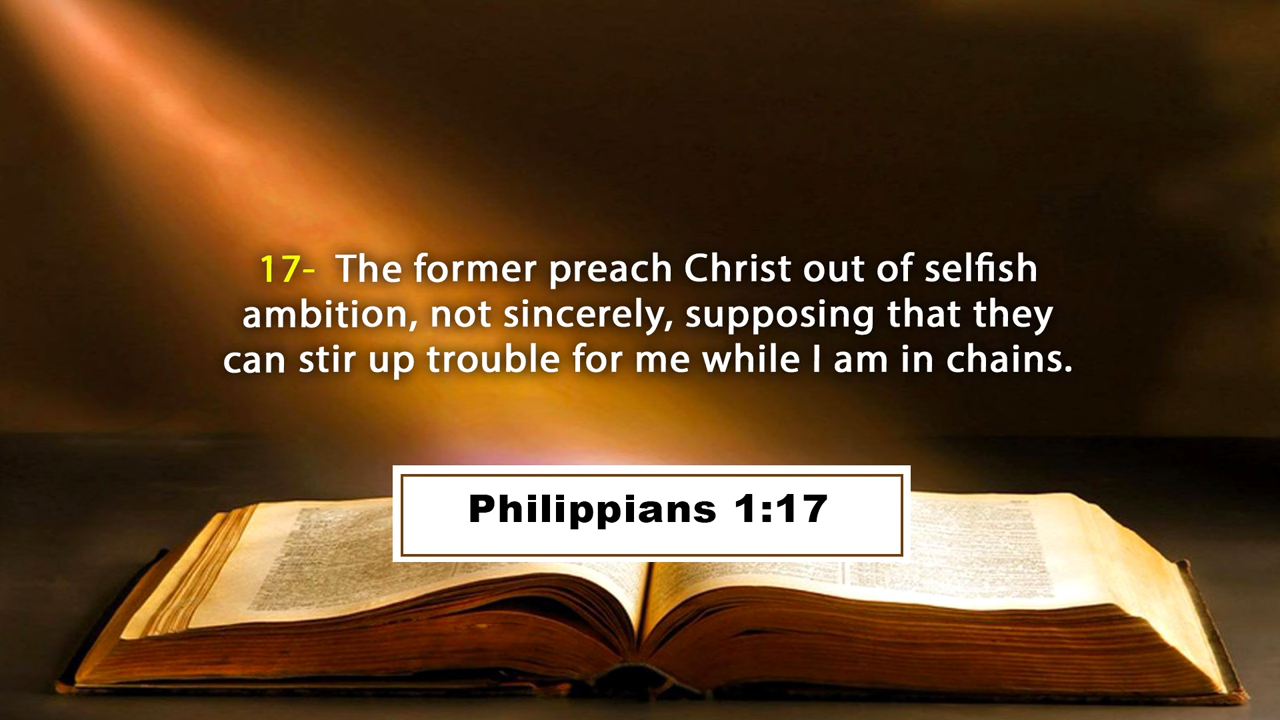 17- The former preach Christ out of selfish
ambition, not sincerely, supposing that they
can stir up trouble for me while I am in chains.
Philippians 1:17